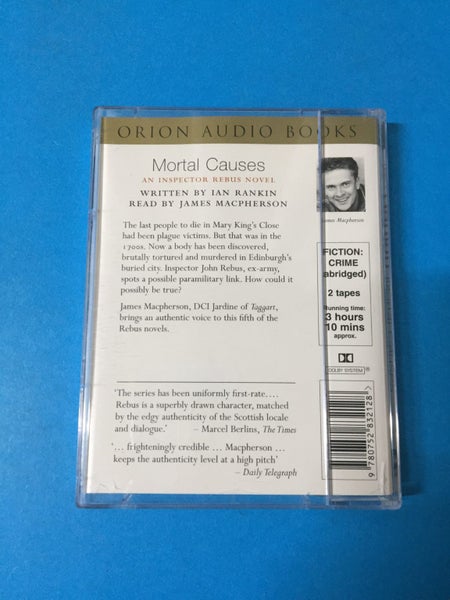 ORION AUDIO BOOKS
Mortal Causes
AN INSPECTOR REBUS NOVEL
WRITTEN BY IAN RANKIN
READ BY JAMES MACPHERSON
The last people to die in Mary King's Close
had been plague victims. But that was in the
1700s. Now a body has been discovered,
brutally tortured and murdered in Edinburgh's
buried city. Inspector John Rebus, ex-army,
spots a possible paramilitary link. How could it
possibly be true?
James Macpherson, DCI Jardine of Taggart,
brings an authentic voice to this fifth of the
Rebus novels.
'The series has been uniformly first-rate....
Rebus is a superbly drawn character, matched
by the edgy authenticity of the Scottish locale
and dialogue.' – Marcel Berlins, The Times
'... frighteningly credible ... Macpherson ...
keeps the authenticity level at a high pitch'
– Daily Telegraph
James Macpherson
FICTION:
CRIME
(abridged)
2 tapes
Running time:
3 hours
10 mins
approx.
DOLBY SYSTEM ®
9 780752 832128 >